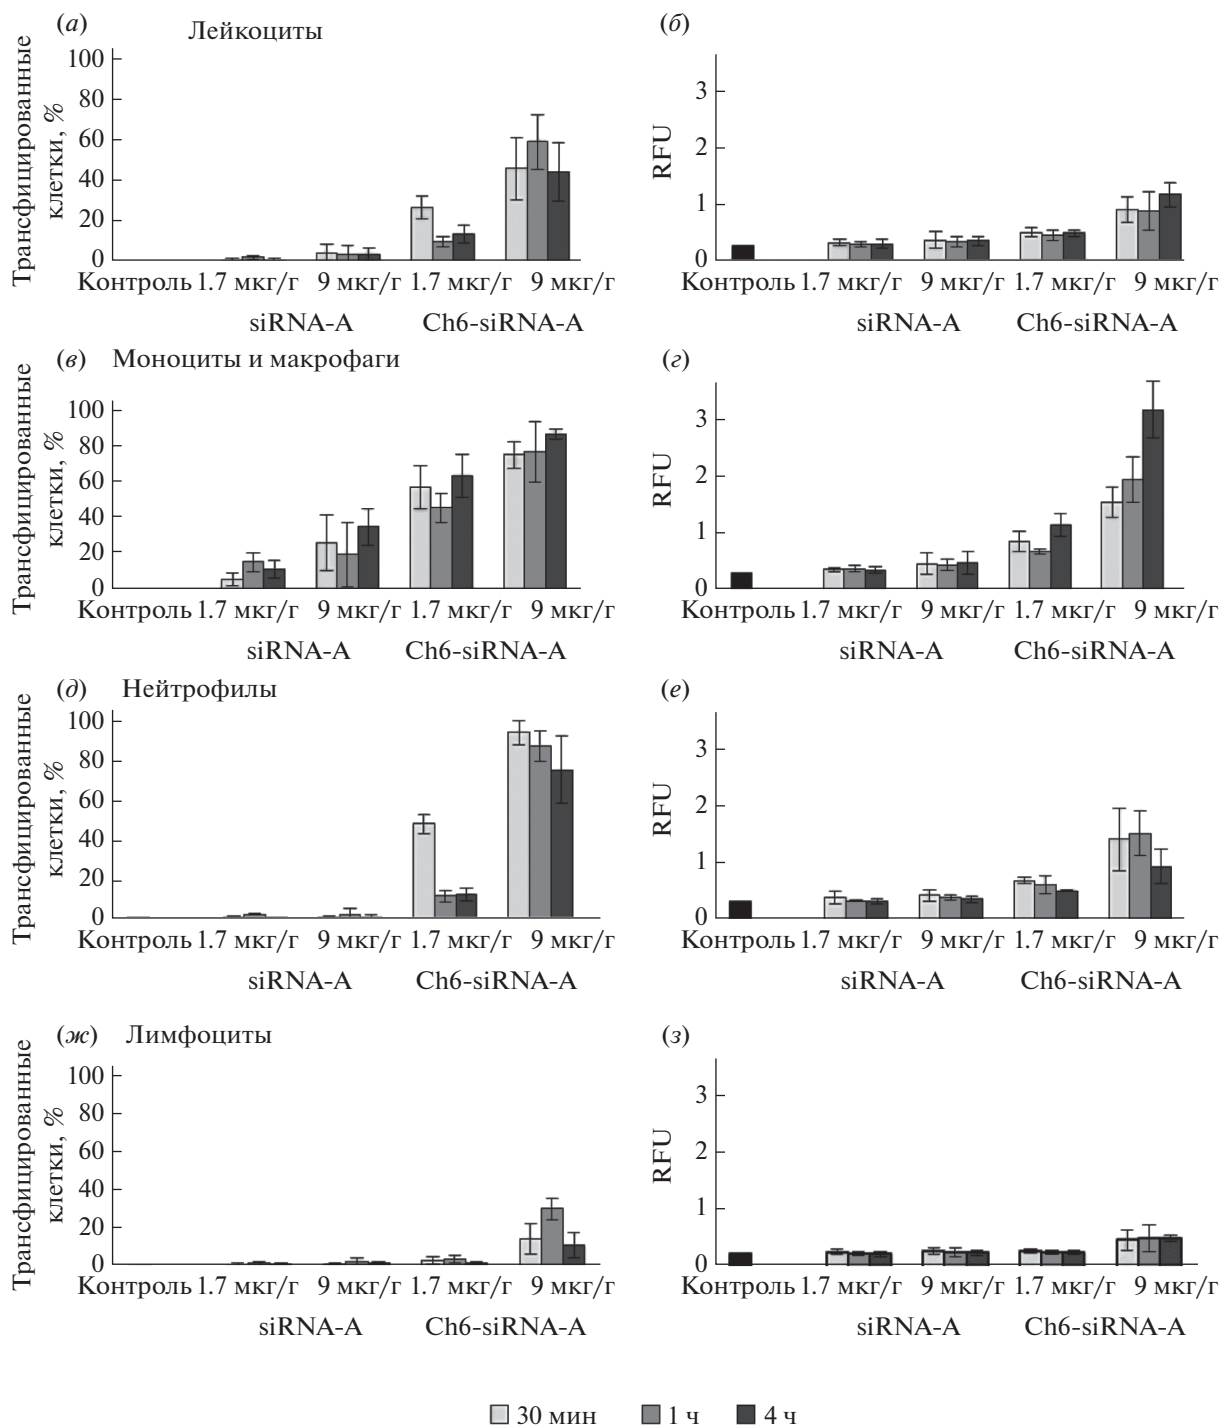 (а) Лейкоциты
Трансфицированные
клетки, %
100
80
60
40
20
0
Контроль 1.7 мкг/г 9 мкг/г 1.7 мкг/г 9 мкг/г
siRNA-A Ch6-siRNA-A
(б)
RFU
3
2
1
0
Контроль 1.7 мкг/г 9 мкг/г 1.7 мкг/г 9 мкг/г
siRNA-A Ch6-siRNA-A
(в) Моноциты и макрофаги
Трансфицированные
клетки, %
100
80
60
40
20
0
Контроль 1.7 мкг/г 9 мкг/г 1.7 мкг/г 9 мкг/г
siRNA-A Ch6-siRNA-A
(г)
RFU
3
2
1
0
Контроль 1.7 мкг/г 9 мкг/г 1.7 мкг/г 9 мкг/г
siRNA-A Ch6-siRNA-A
(д) Нейтрофилы
Трансфицированные
клетки, %
100
80
60
40
20
0
Контроль 1.7 мкг/г 9 мкг/г 1.7 мкг/г 9 мкг/г
siRNA-A Ch6-siRNA-A
(е)
RFU
3
2
1
0
Контроль 1.7 мкг/г 9 мкг/г 1.7 мкг/г 9 мкг/г
siRNA-A Ch6-siRNA-A
(ж) Лимфоциты
Трансфицированные
клетки, %
100
80
60
40
20
0
Контроль 1.7 мкг/г 9 мкг/г 1.7 мкг/г 9 мкг/г
siRNA-A Ch6-siRNA-A
(з)
RFU
3
2
1
0
Контроль 1.7 мкг/г 9 мкг/г 1.7 мкг/г 9 мкг/г
siRNA-A Ch6-siRNA-A
30 мин 1 ч 4 ч